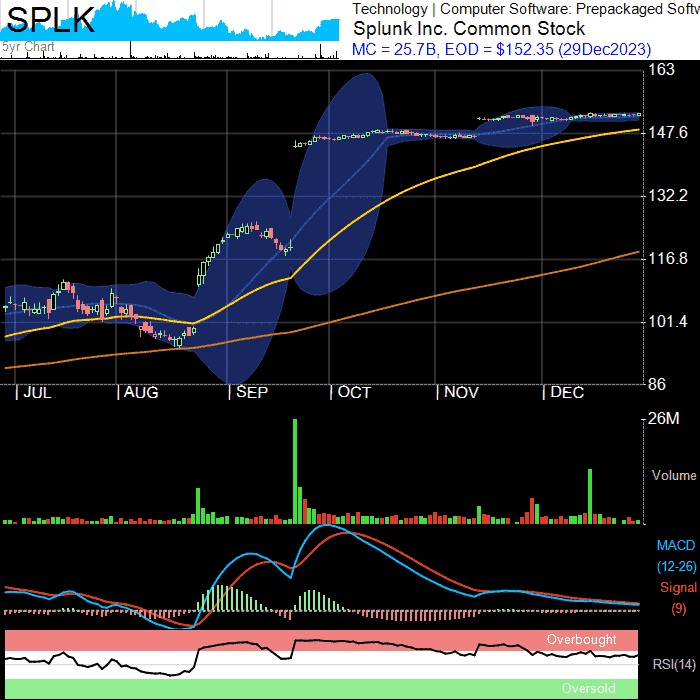 SPLK
5yr Chart
Technology | Computer Software: Prepackaged Softw
Splunk Inc. Common Stock
MC = 25.7B, EOD = $152.35 (29Dec2023)
163
147.6
132.2
116.8
101.4
86
| JUL | AUG | SEP | OCT | NOV | DEC
26M
Volume
MACD
(12-26)
Signal
(9)
Overbought
RSI(14)
Oversold